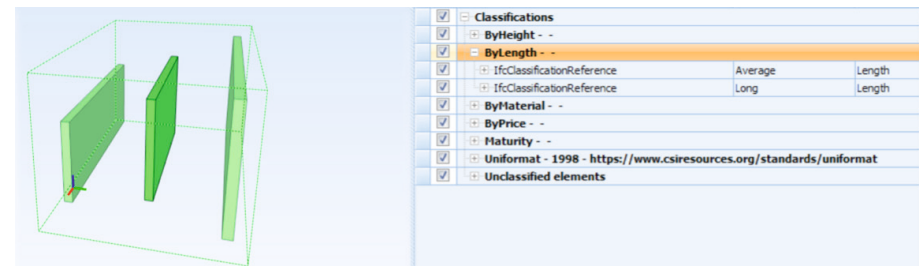 Classifications
ByHeight - -
ByLength - -
IfcClassificationReference Average Length
IfcClassificationReference Long Length
ByMaterial - -
ByPrice - -
Maturity - -
Uniformat - 1998 - https://www.csiresources.org/standards/uniformat
Unclassified elements